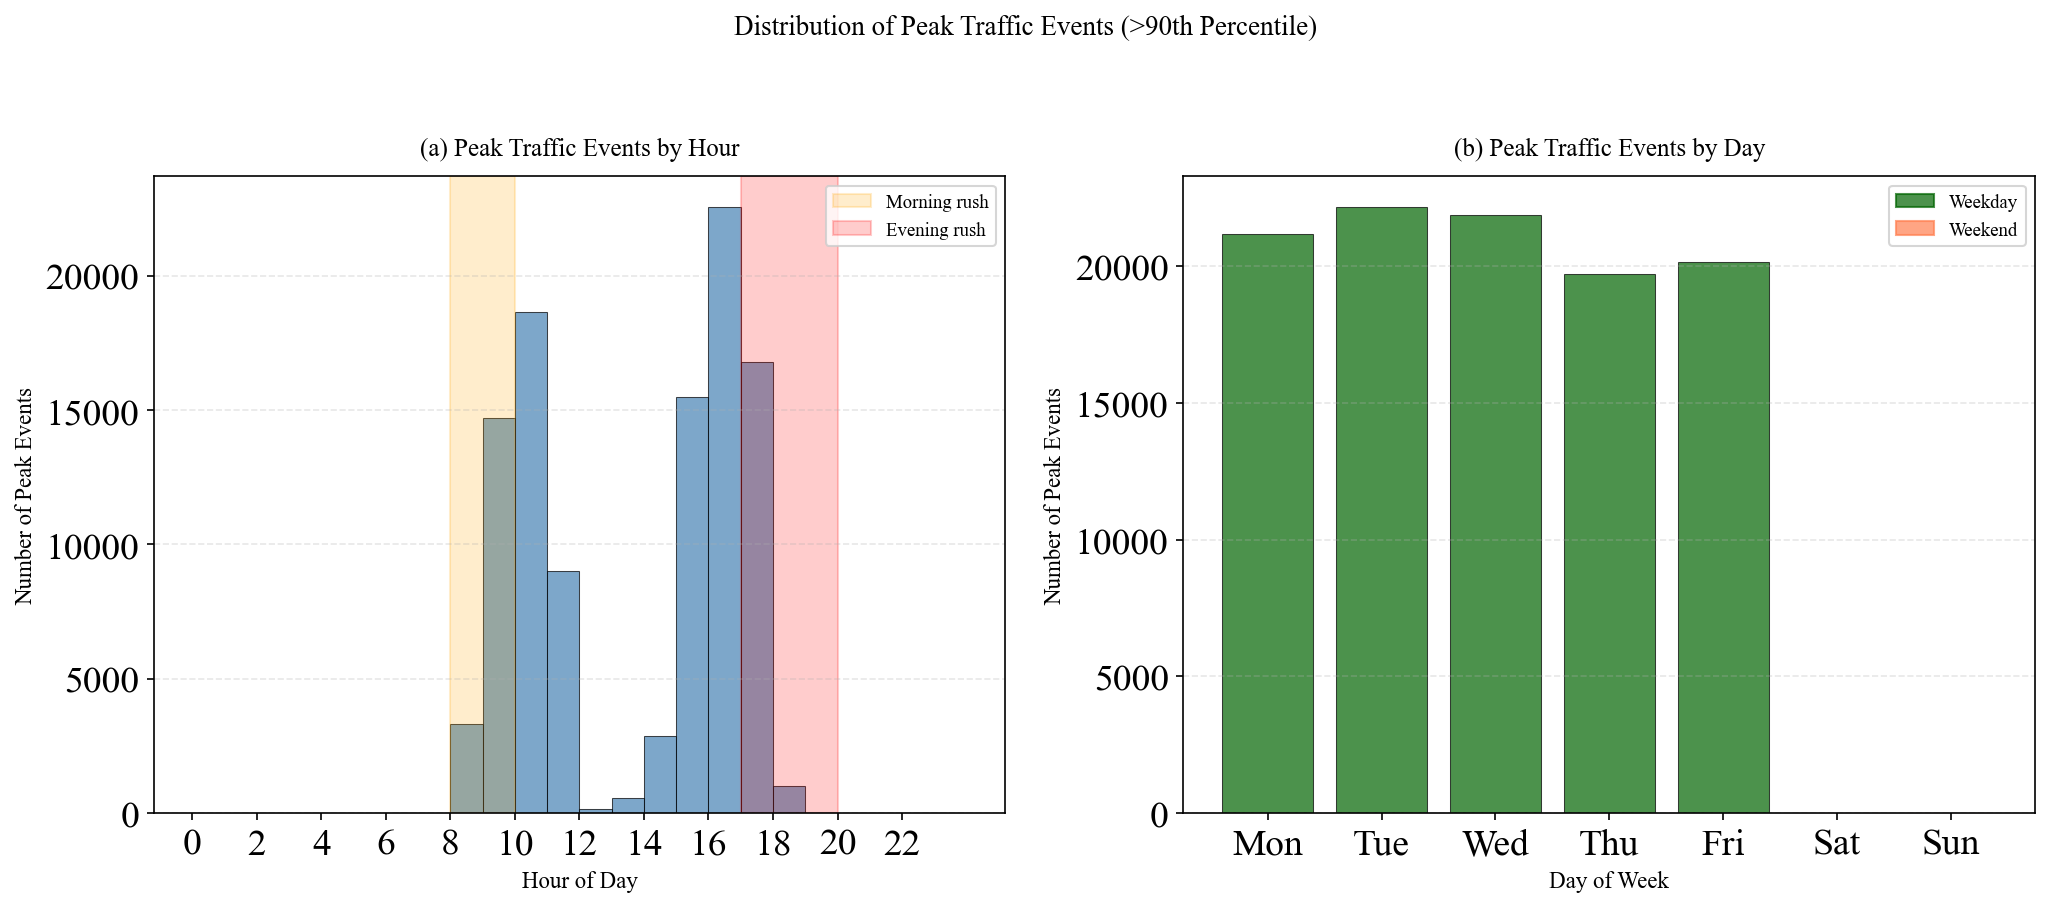 Distribution of Peak Traffic Events (>90th Percentile)
(a) Peak Traffic Events by Hour
Morning rush
Evening rush
Number of Peak Events
20000
15000
10000
5000
0
0 2 4 6 8 10 12 14 16 18 20 22
Hour of Day
(b) Peak Traffic Events by Day
Weekday
Weekend
Number of Peak Events
20000
15000
10000
5000
0
Mon Tue Wed Thu Fri Sat Sun
Day of Week